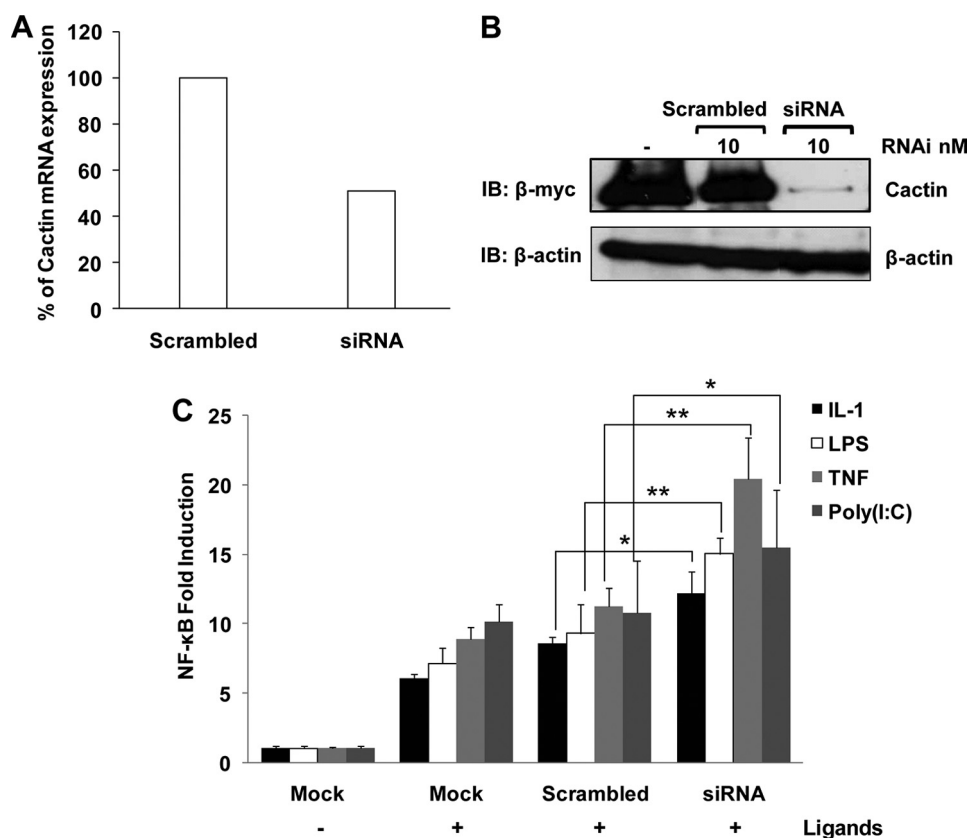 A
% of Cactin mRNA expression
120
100
80
60
40
20
0
Scrambled siRNA
B
Scrambled siRNA
- 10 10 RNAi nM
IB: β-myc Cactin
IB: β-actin β-actin
C
NF-κB Fold Induction
25
20
15
10
5
0
*
**
**
*
IL-1
LPS
TNF
Poly(I:C)
Mock Mock Scrambled siRNA
- + + + Ligands